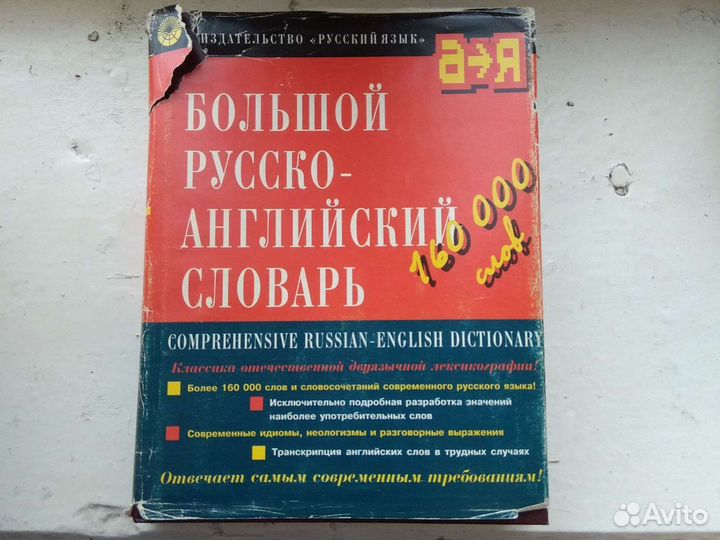 ИЗДАТЕЛЬСТВО «РУССКИЙ ЯЗЫК»
а→Я
БОЛЬШОЙ
РУССКО-
АНГЛИЙСКИЙ
СЛОВАРЬ
160 000
слов
COMPREHENSIVE RUSSIAN-ENGLISH DICTIONARY
Классика отечественной двуязычной лексикографии!
Более 160 000 слов и словосочетаний современного русского языка!
Исключительно подробная разработка значений
наиболее употребительных слов
Современные идиомы, неологизмы и разговорные выражения
Транскрипция английских слов в трудных случаях
Отвечает самым современным требованиям!
Avito